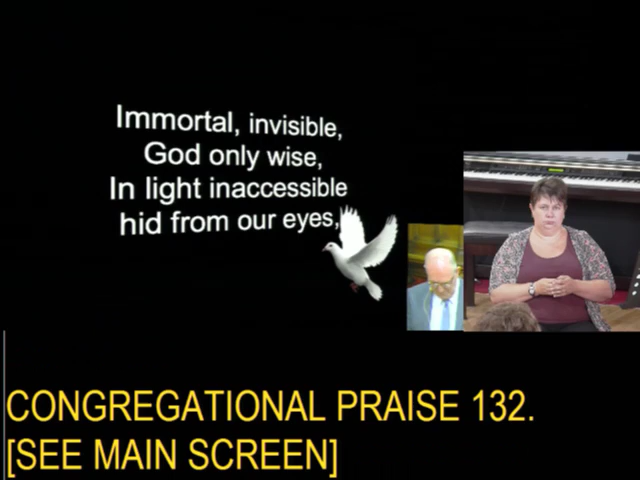 Immortal, invisible,
God only wise,
In light inaccessible
hid from our eyes,
CONGREGATIONAL PRAISE 132.
[SEE MAIN SCREEN]